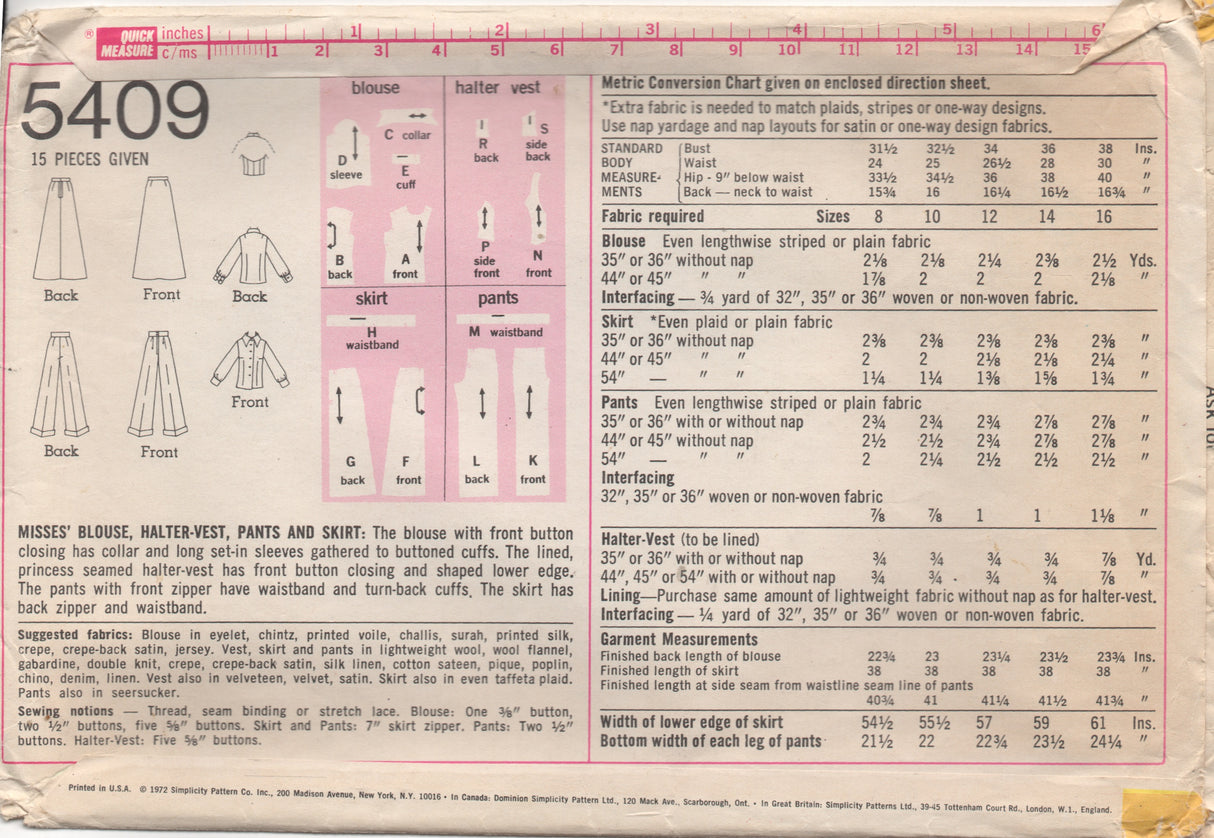 ® QUICK MEASURE inches 1 2 3 4 5 6
c/ms 1 2 3 4 5 6 7 8 9 10 11 12 13 14 15
5409
15 PIECES GIVEN
Back
Front
Back
Back
Front
Front
blouse
halter vest
D sleeve
C collar
E cuff
B back
A front
R back
S side back
P side front
N front
skirt
pants
H waistband
M waistband
G back
F front
L back
K front
MISSES' BLOUSE, HALTER-VEST, PANTS AND SKIRT: The blouse with front button
closing has collar and long set-in sleeves gathered to buttoned cuffs. The lined,
princess seamed halter-vest has front button closing and shaped lower edge.
The pants with front zipper have waistband and turn-back cuffs. The skirt has
back zipper and waistband.
Suggested fabrics: Blouse in eyelet, chintz, printed voile, challis, surah, printed silk,
crepe, crepe-back satin, jersey. Vest, skirt and pants in lightweight wool, wool flannel,
gabardine, double knit, crepe, crepe-back satin, silk linen, cotton sateen, pique, poplin,
chino, denim, linen. Vest also in velveteen, velvet, satin. Skirt also in even taffeta plaid.
Pants also in seersucker.
Sewing notions — Thread, seam binding or stretch lace. Blouse: One ⅜" button,
two ½" buttons, five ⅝" buttons. Skirt and Pants: 7" skirt zipper. Pants: Two ½"
buttons. Halter-Vest: Five ⅝" buttons.
Metric Conversion Chart given on enclosed direction sheet.
*Extra fabric is needed to match plaids, stripes or one-way designs.
Use nap yardage and nap layouts for satin or one-way design fabrics.
STANDARD Bust 31½ 32½ 34 36 38 Ins.
BODY Waist 24 25 26½ 28 30 "
MEASURE- Hip - 9" below waist 33½ 34½ 36 38 40 "
MENTS Back — neck to waist 15¾ 16 16¼ 16½ 16¾ "
Fabric required Sizes 8 10 12 14 16
Blouse Even lengthwise striped or plain fabric
35" or 36" without nap 2⅛ 2⅛ 2¼ 2⅜ 2½ Yds.
44" or 45" " " 1⅞ 2 2 2 2⅛ "
Interfacing — ¾ yard of 32", 35" or 36" woven or non-woven fabric.
Skirt *Even plaid or plain fabric
35" or 36" without nap 2⅜ 2⅜ 2⅜ 2⅜ 2⅜ "
44" or 45" " " 2 2 2⅛ 2⅛ 2¼ "
54" — " " 1¼ 1¼ 1⅜ 1⅝ 1¾ "
Pants Even lengthwise striped or plain fabric
35" or 36" with or without nap 2¾ 2¾ 2¾ 2⅞ 2⅞ "
44" or 45" without nap 2½ 2½ 2¾ 2⅞ 2⅞ "
54" — " " 2 2¼ 2½ 2½ 2½ "
Interfacing
32", 35" or 36" woven or non-woven fabric
⅞ ⅞ 1 1 1⅛ "
Halter-Vest (to be lined)
35" or 36" with or without nap ¾ ¾ ¾ ¾ ⅞ Yd.
44", 45" or 54" with or without nap ¾ ¾ ¾ ¾ ⅞ "
Lining—Purchase same amount of lightweight fabric without nap as for halter-vest.
Interfacing — ¼ yard of 32", 35" or 36" woven or non-woven fabric.
Garment Measurements
Finished back length of blouse 22¾ 23 23¼ 23½ 23¾ Ins.
Finished length of skirt 38 38 38 38 38 "
Finished length at side seam from waistline seam line of pants
40¾ 41 41¼ 41½ 41¾ "
Width of lower edge of skirt 54½ 55½ 57 59 61 Ins.
Bottom width of each leg of pants 21½ 22 22¾ 23½ 24¼ "
Printed in U.S.A. © 1972 Simplicity Pattern Co. Inc., 200 Madison Avenue, New York, N.Y. 10016 • In Canada: Dominion Simplicity Pattern Ltd., 120 Mack Ave., Scarborough, Ont. • In Great Britain: Simplicity Patterns Ltd., 39-45 Tottenham Court Rd., London, W.1., England.